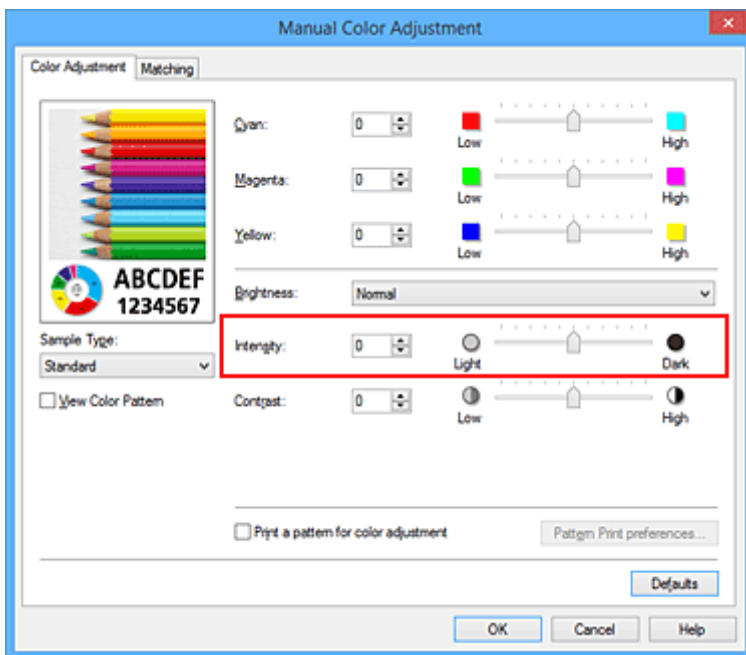 Manual Color Adjustment
Color Adjustment
Matching
ABCDEF
1234567
Sample Type:
Standard
View Color Pattern
Cyan:
0
Low
High
Magenta:
0
Low
High
Yellow:
0
Low
High
Brightness:
Normal
Intensity:
0
Light
Dark
Contrast:
0
Low
High
Print a pattern for color adjustment
Pattern Print preferences...
Defaults
OK
Cancel
Help